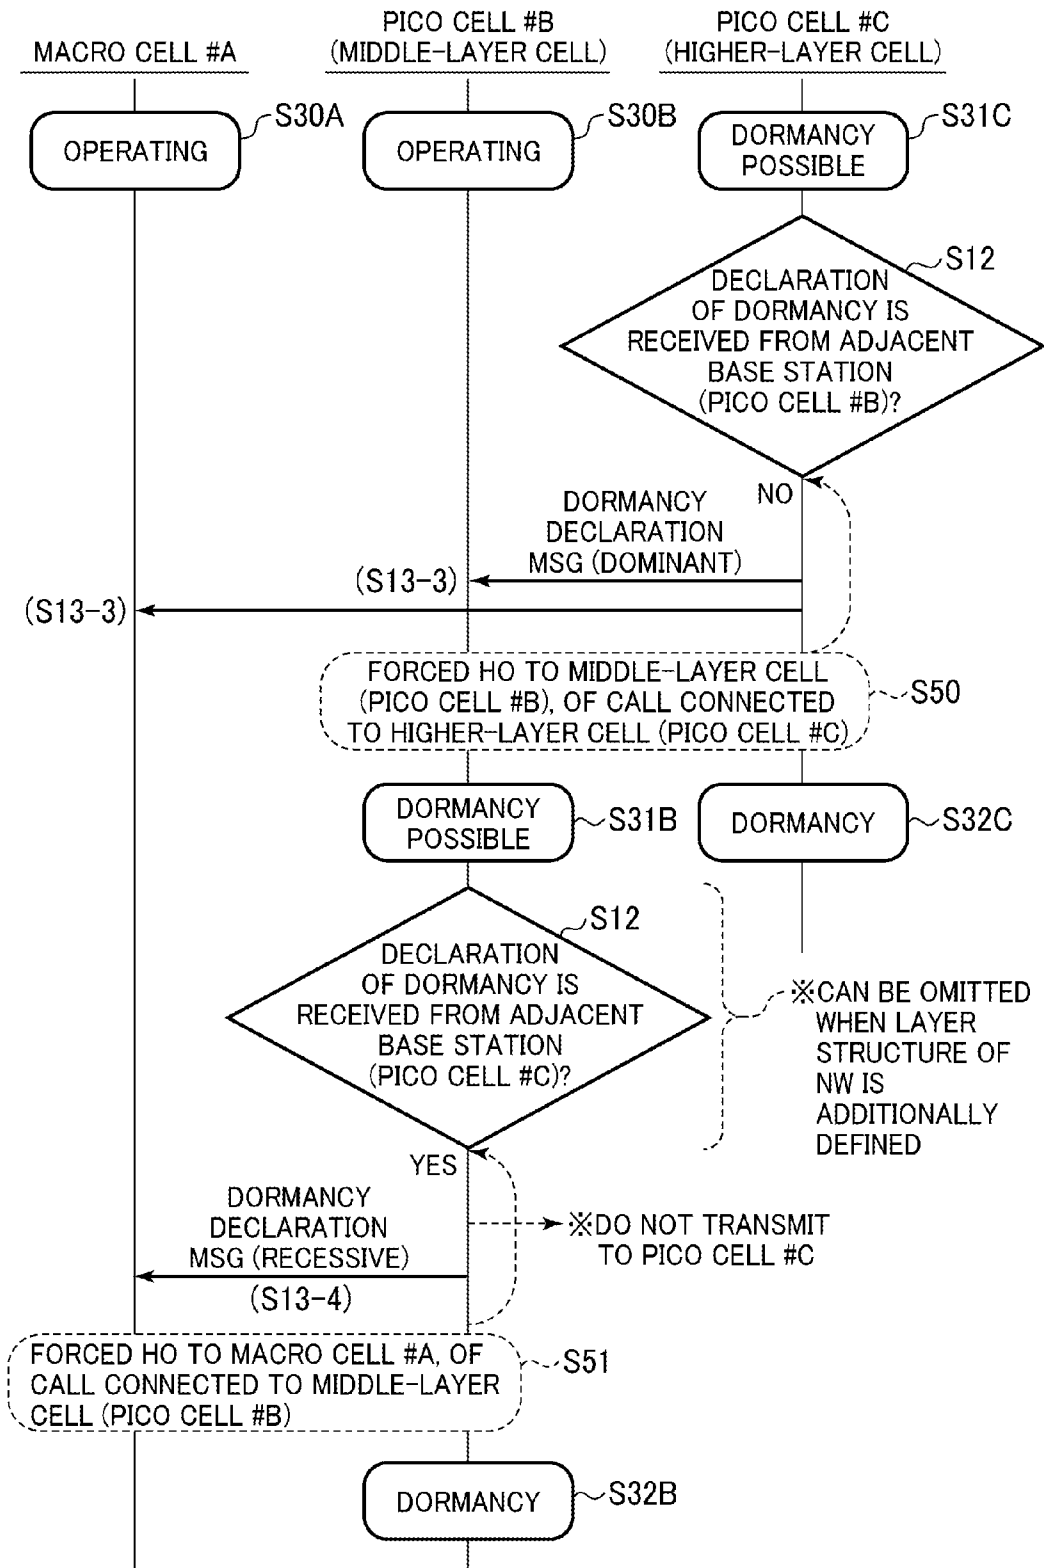 MACRO CELL #A
PICO CELL #B
(MIDDLE-LAYER CELL)
PICO CELL #C
(HIGHER-LAYER CELL)
OPERATING
S30A
OPERATING
S30B
DORMANCY
POSSIBLE
S31C
S12
DECLARATION
OF DORMANCY IS
RECEIVED FROM ADJACENT
BASE STATION
(PICO CELL #B)?
NO
DORMANCY
DECLARATION
MSG (DOMINANT)
(S13-3)
(S13-3)
FORCED HO TO MIDDLE-LAYER CELL
(PICO CELL #B), OF CALL CONNECTED
TO HIGHER-LAYER CELL (PICO CELL #C)
S50
DORMANCY
POSSIBLE
S31B
DORMANCY
S32C
S12
DECLARATION
OF DORMANCY IS
RECEIVED FROM ADJACENT
BASE STATION
(PICO CELL #C)?
※CAN BE OMITTED
WHEN LAYER
STRUCTURE OF
NW IS
ADDITIONALLY
DEFINED
YES
DORMANCY
DECLARATION
MSG (RECESSIVE)
(S13-4)
※DO NOT TRANSMIT
TO PICO CELL #C
FORCED HO TO MACRO CELL #A, OF
CALL CONNECTED TO MIDDLE-LAYER
CELL (PICO CELL #B)
S51
DORMANCY
S32B